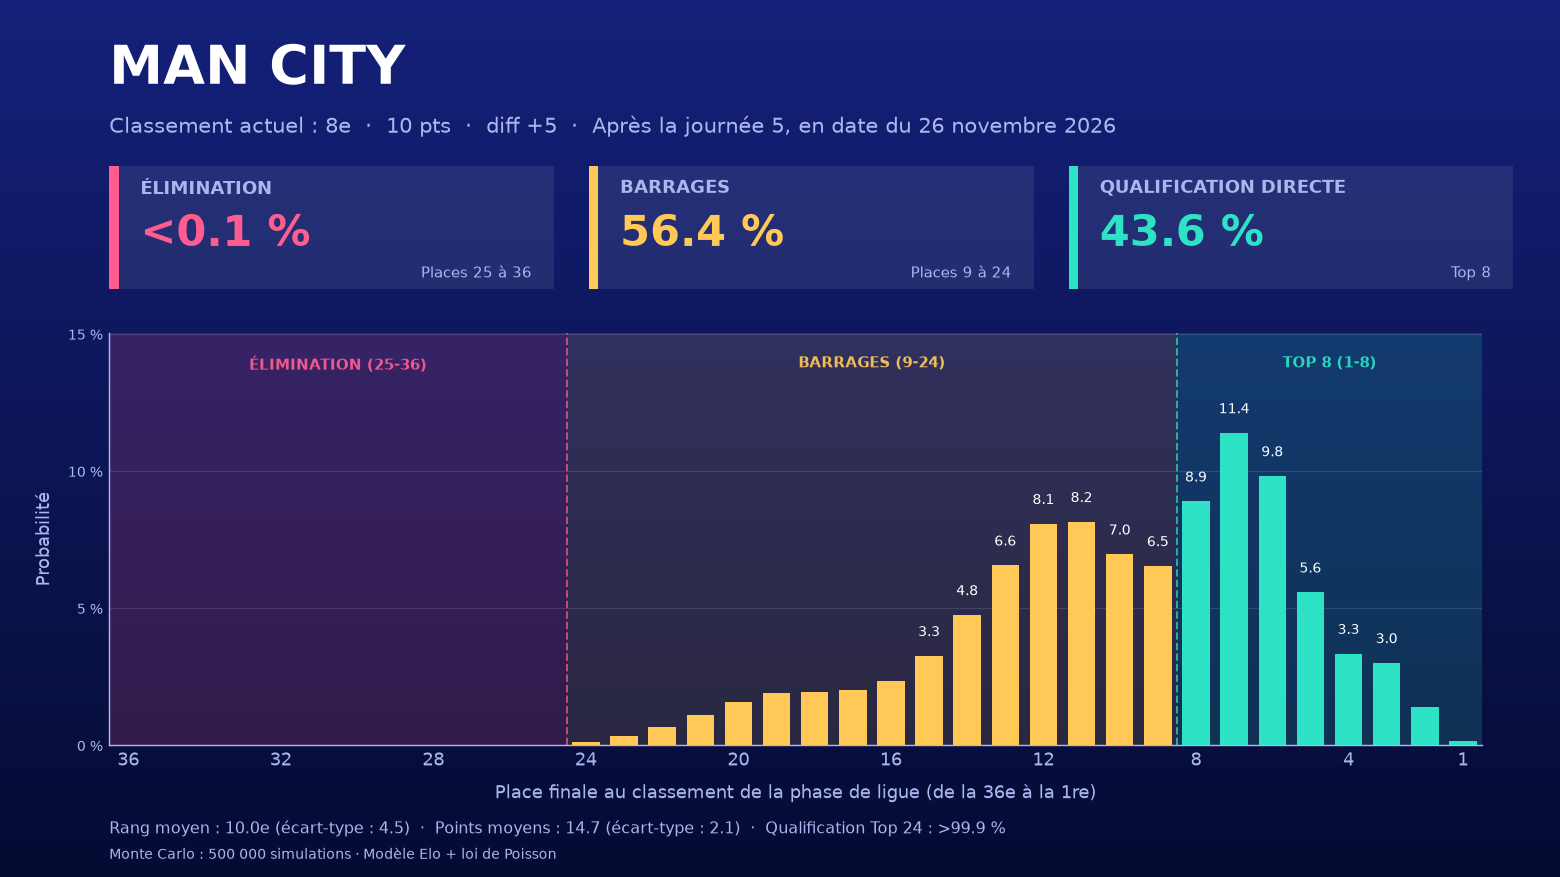 MAN CITY
Classement actuel : 8e · 10 pts · diff +5 · Après la journée 5, en date du 26 novembre 2026
ÉLIMINATION
<0.1 %
Places 25 à 36
BARRAGES
56.4 %
Places 9 à 24
QUALIFICATION DIRECTE
43.6 %
Top 8
15 %
10 %
5 %
0 %
Probabilité
ÉLIMINATION (25-36)
BARRAGES (9-24)
TOP 8 (1-8)
3.3
4.8
6.6
8.1
8.2
7.0
6.5
8.9
11.4
9.8
5.6
3.3
3.0
36 32 28 24 20 16 12 8 4 1
Place finale au classement de la phase de ligue (de la 36e à la 1re)
Rang moyen : 10.0e (écart-type : 4.5) · Points moyens : 14.7 (écart-type : 2.1) · Qualification Top 24 : >99.9 %
Monte Carlo : 500 000 simulations · Modèle Elo + loi de Poisson